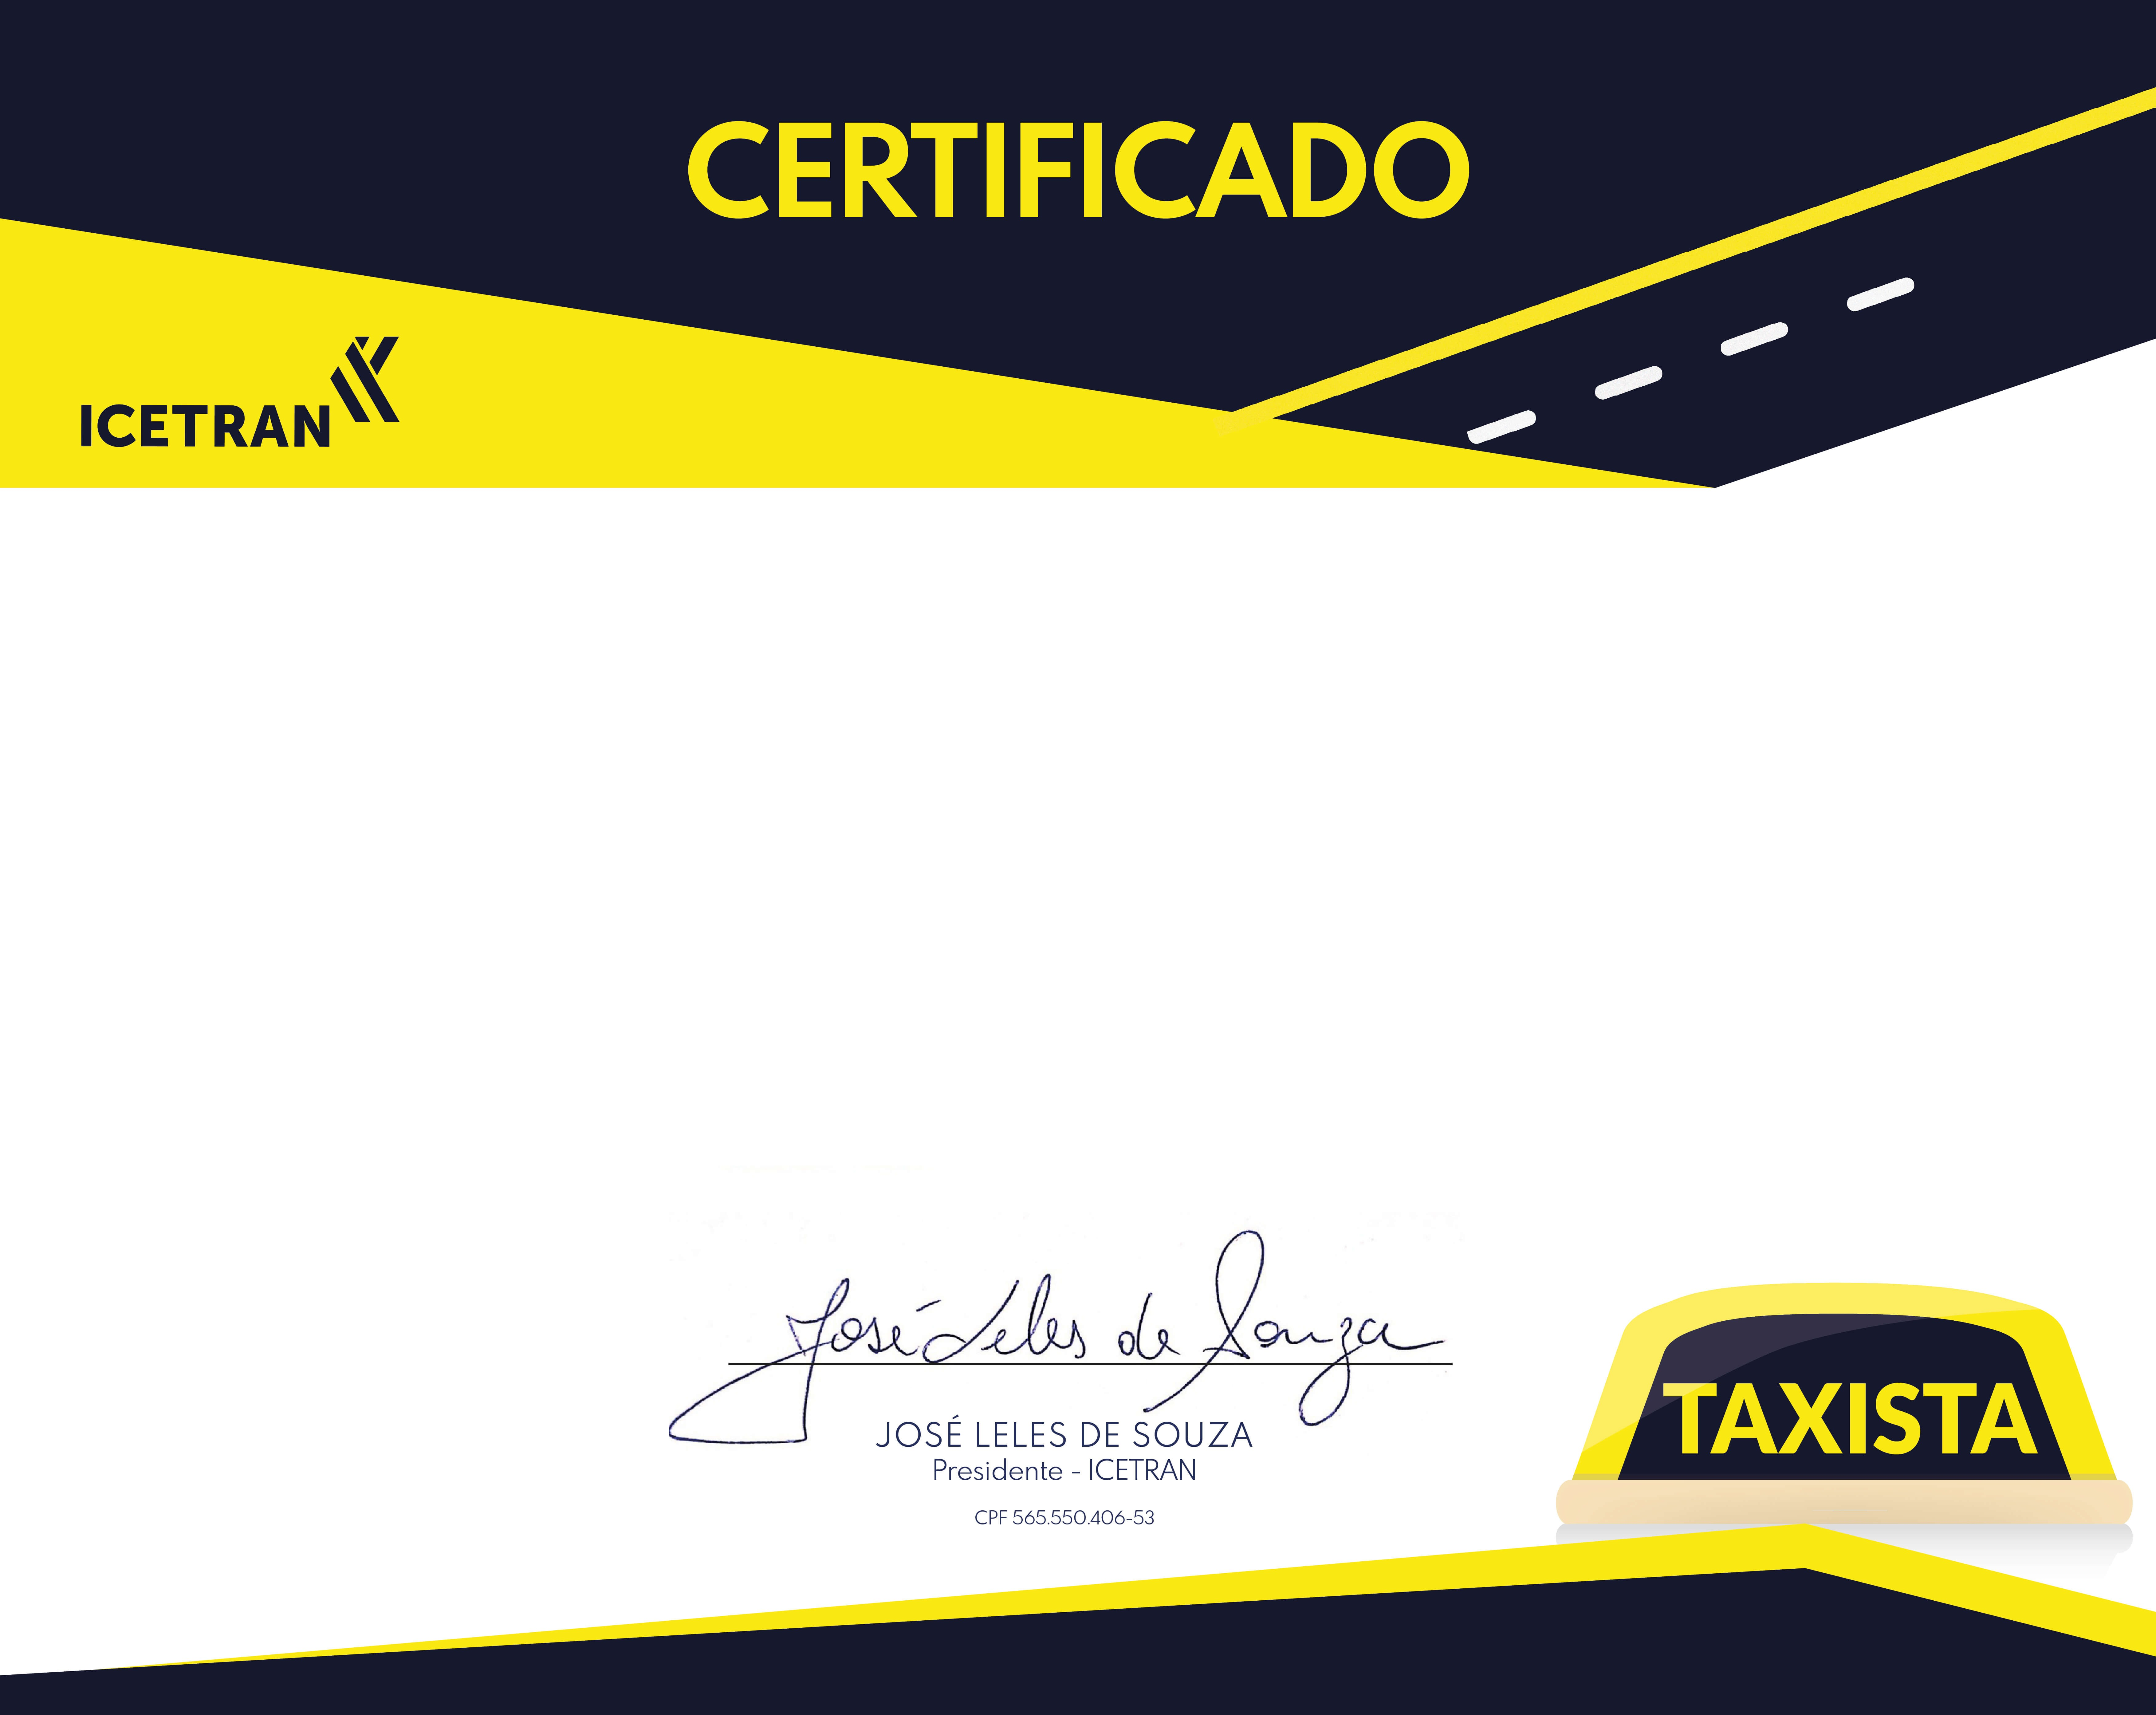 CERTIFICADO
ICETRAN
José Leles de Souza
JOSÉ LELES DE SOUZA
Presidente - ICETRAN
CPF 565.550.406-53
TAXISTA